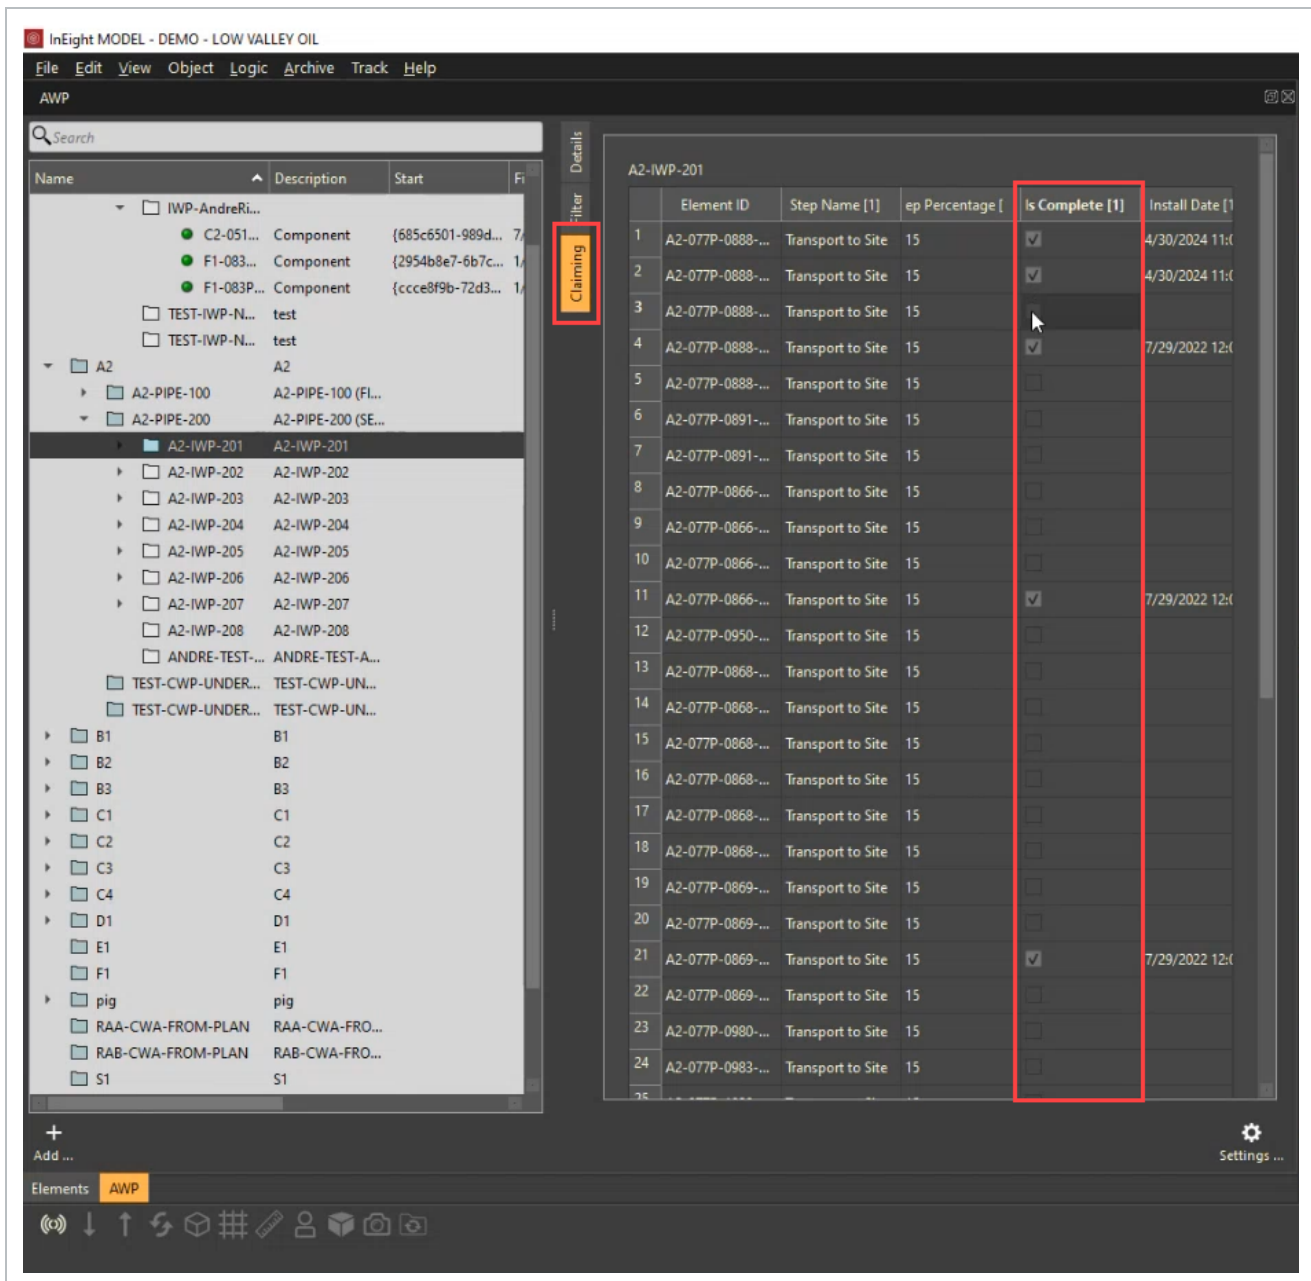 InEight MODEL - DEMO - LOW VALLEY OIL
File Edit View Object Logic Archive Track Help
AWP
Search
Name Description Start Fi
IWP-AndreRi...
C2-051... Component {685c6501-989d... 7/
F1-083... Component {2954b8e7-6b7c... 1/
F1-083P... Component {ccce8f9b-72d3... 1/
TEST-IWP-N... test
TEST-IWP-N... test
A2 A2
A2-PIPE-100 A2-PIPE-100 (FI...
A2-PIPE-200 A2-PIPE-200 (SE...
A2-IWP-201 A2-IWP-201
A2-IWP-202 A2-IWP-202
A2-IWP-203 A2-IWP-203
A2-IWP-204 A2-IWP-204
A2-IWP-205 A2-IWP-205
A2-IWP-206 A2-IWP-206
A2-IWP-207 A2-IWP-207
A2-IWP-208 A2-IWP-208
ANDRE-TEST-... ANDRE-TEST-A...
TEST-CWP-UNDER... TEST-CWP-UN...
TEST-CWP-UNDER... TEST-CWP-UN...
B1 B1
B2 B2
B3 B3
C1 C1
C2 C2
C3 C3
C4 C4
D1 D1
E1 E1
F1 F1
pig pig
RAA-CWA-FROM-PLAN RAA-CWA-FRO...
RAB-CWA-FROM-PLAN RAB-CWA-FRO...
S1 S1
Details
Filter
Claiming
A2-IWP-201
Element ID Step Name [1] ep Percentage [ Is Complete [1] Install Date [1
1 A2-077P-0888-... Transport to Site 15 4/30/2024 11:0
2 A2-077P-0888-... Transport to Site 15 4/30/2024 11:0
3 A2-077P-0888-... Transport to Site 15
4 A2-077P-0888-... Transport to Site 15 7/29/2022 12:0
5 A2-077P-0888-... Transport to Site 15
6 A2-077P-0891-... Transport to Site 15
7 A2-077P-0891-... Transport to Site 15
8 A2-077P-0866-... Transport to Site 15
9 A2-077P-0866-... Transport to Site 15
10 A2-077P-0866-... Transport to Site 15
11 A2-077P-0866-... Transport to Site 15 7/29/2022 12:0
12 A2-077P-0950-... Transport to Site 15
13 A2-077P-0868-... Transport to Site 15
14 A2-077P-0868-... Transport to Site 15
15 A2-077P-0868-... Transport to Site 15
16 A2-077P-0868-... Transport to Site 15
17 A2-077P-0868-... Transport to Site 15
18 A2-077P-0868-... Transport to Site 15
19 A2-077P-0869-... Transport to Site 15
20 A2-077P-0869-... Transport to Site 15
21 A2-077P-0869-... Transport to Site 15 7/29/2022 12:0
22 A2-077P-0869-... Transport to Site 15
23 A2-077P-0980-... Transport to Site 15
24 A2-077P-0983-... Transport to Site 15
25
Add ...
Settings ...
Elements AWP